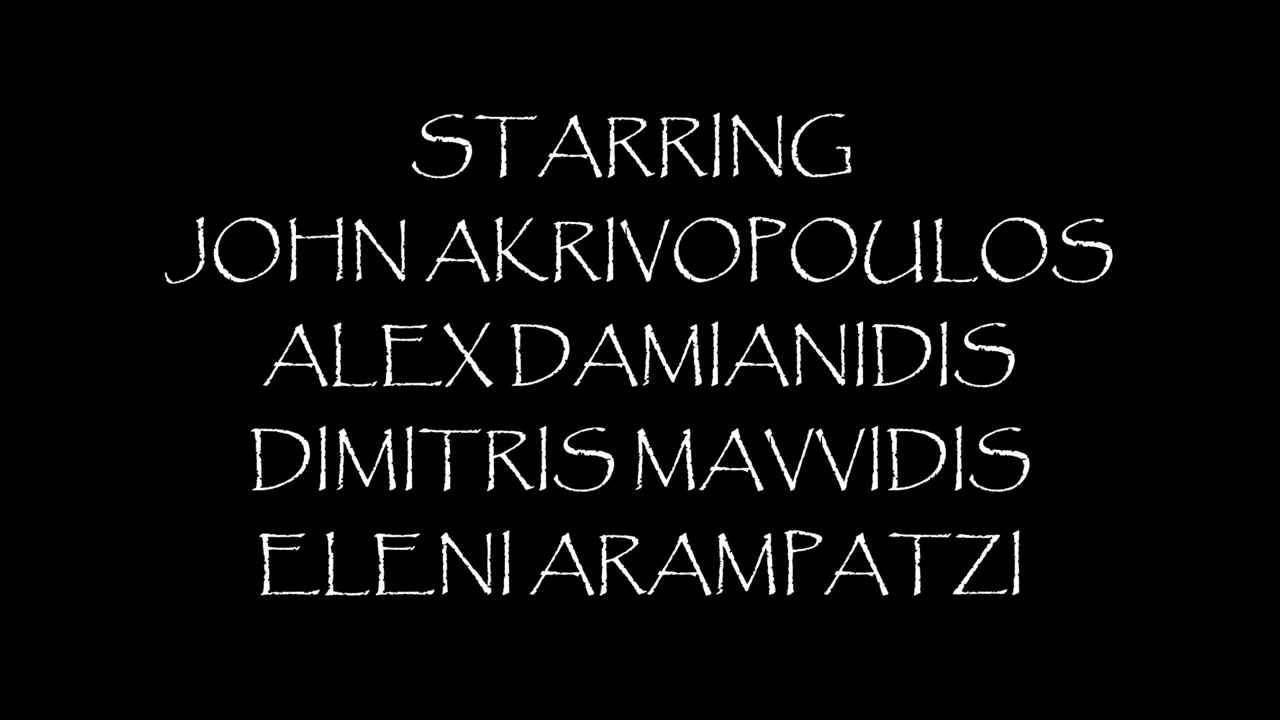 STARRING
JOHN AKRIVOPOULOS
ALEX DAMIANIDIS
DIMITRIS MAVVIDIS
ELENI ARAMPATZI